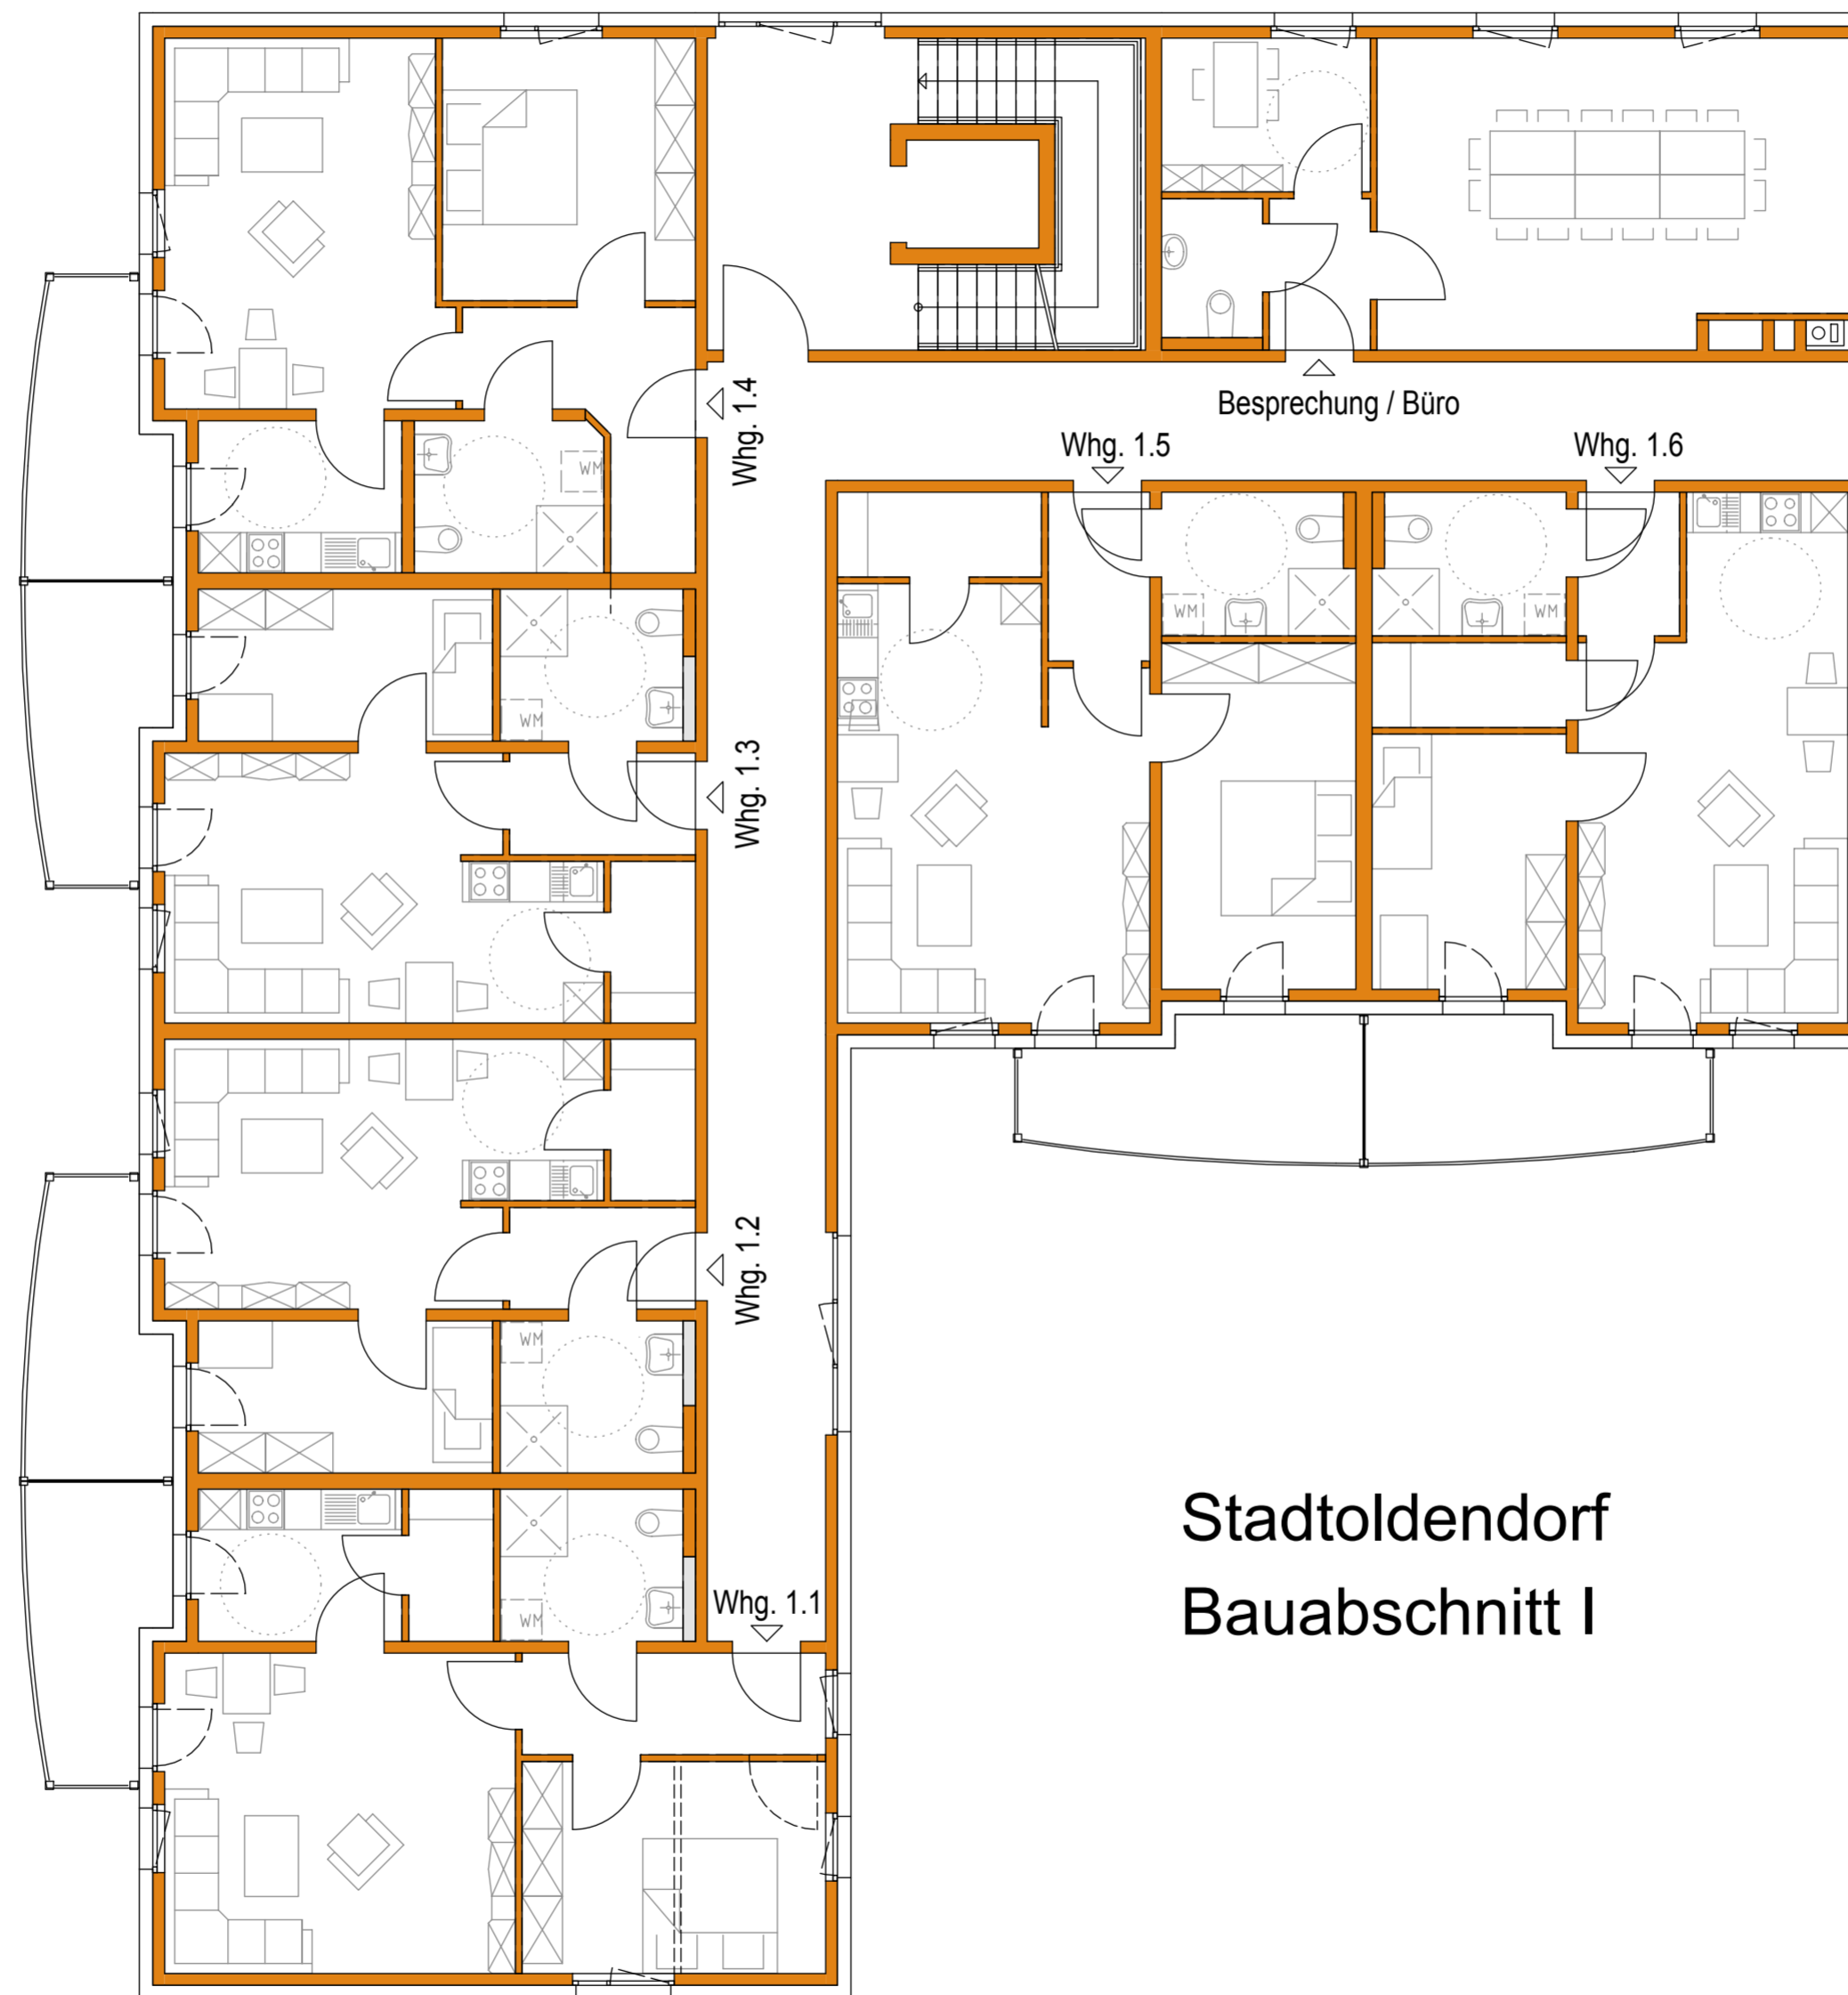 Besprechung / Büro
Whg. 1.4
Whg. 1.5
Whg. 1.6
WM
WM
WM
WM
Whg. 1.3
Whg. 1.2
WM
Stadtoldendorf
Bauabschnitt I
Whg. 1.1
WM